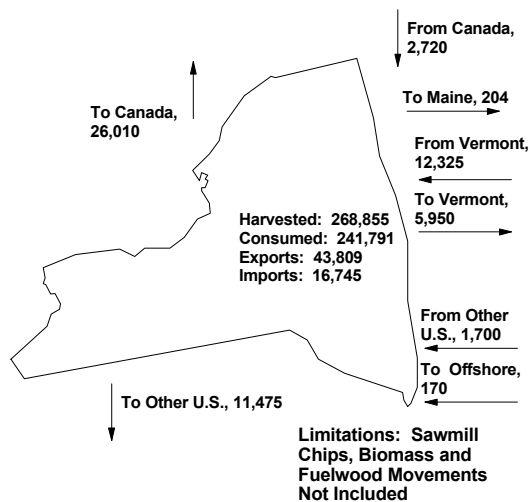 From Canada,
2,720
To Canada,
26,010
To Maine, 204
From Vermont,
12,325
To Vermont,
5,950
Harvested: 268,855
Consumed: 241,791
Exports: 43,809
Imports: 16,745
From Other
U.S., 1,700
To Offshore,
170
To Other U.S., 11,475
Limitations: Sawmill
Chips, Biomass and
Fuelwood Movements
Not Included